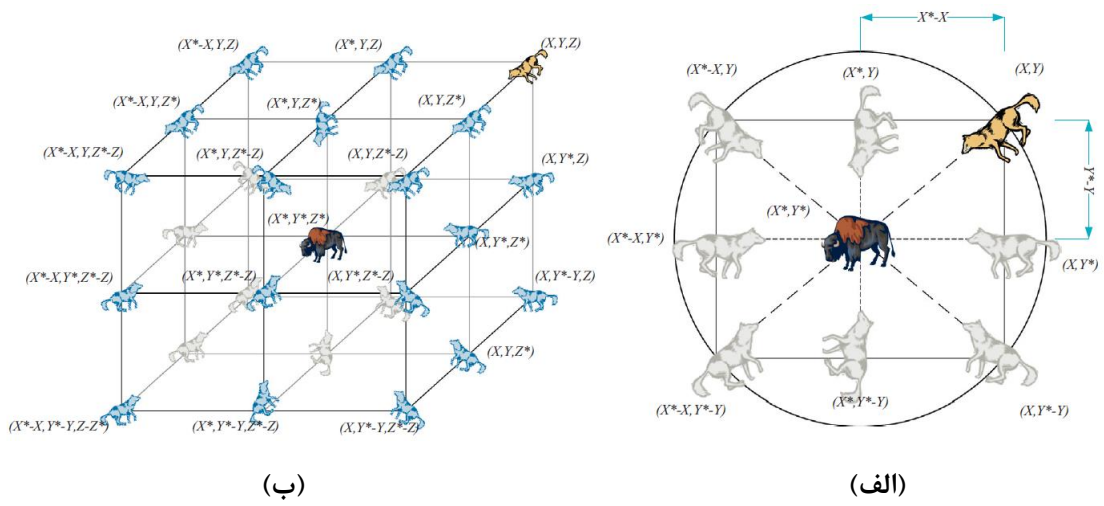 X*-X
(X*-X,Y)
(X*,Y)
(X,Y)
Y*-Y
(X*,Y*)
(X*-X,Y*)
(X,Y*)
(X*-X,Y*-Y)
(X*,Y*-Y)
(X,Y*-Y)
(الف)
(X*-X,Y,Z)
(X*,Y,Z)
(X,Y,Z)
(X*-X,Y,Z*)
(X*,Y,Z*)
(X,Y,Z*)
(X*-X,Y,Z*-Z)
(X*,Y,Z*-Z)
(X,Y,Z*-Z)
(X,Y*,Z)
(X*,Y*,Z*)
(X,Y*,Z*)
(X*-X,Y*,Z*-Z)
(X*,Y*,Z*-Z)
(X,Y*,Z*-Z)
(X,Y*-Y,Z)
(X,Y,Z*)
(X*-X,Y*-Y,Z-Z*)
(X*,Y*-Y,Z*-Z)
(X,Y*-Y,Z*-Z)
(ب)